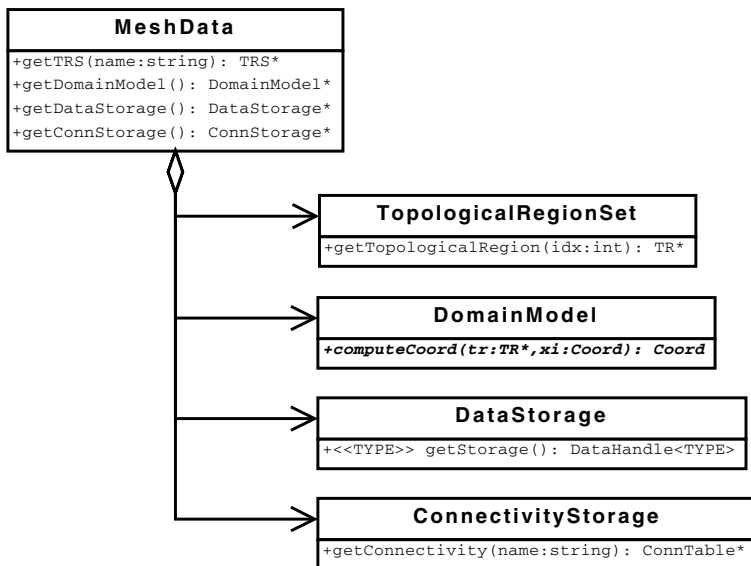 MeshData
+getTRS(name:string): TRS*
+getDomainModel(): DomainModel*
+getDataStorage(): DataStorage*
+getConnStorage(): ConnStorage*
TopologicalRegionSet
+getTopologicalRegion(idx:int): TR*
DomainModel
+computeCoord(tr:TR*,xi:Coord): Coord
DataStorage
+<<TYPE>> getStorage(): DataHandle<TYPE>
ConnectivityStorage
+getConnectivity(name:string): ConnTable*